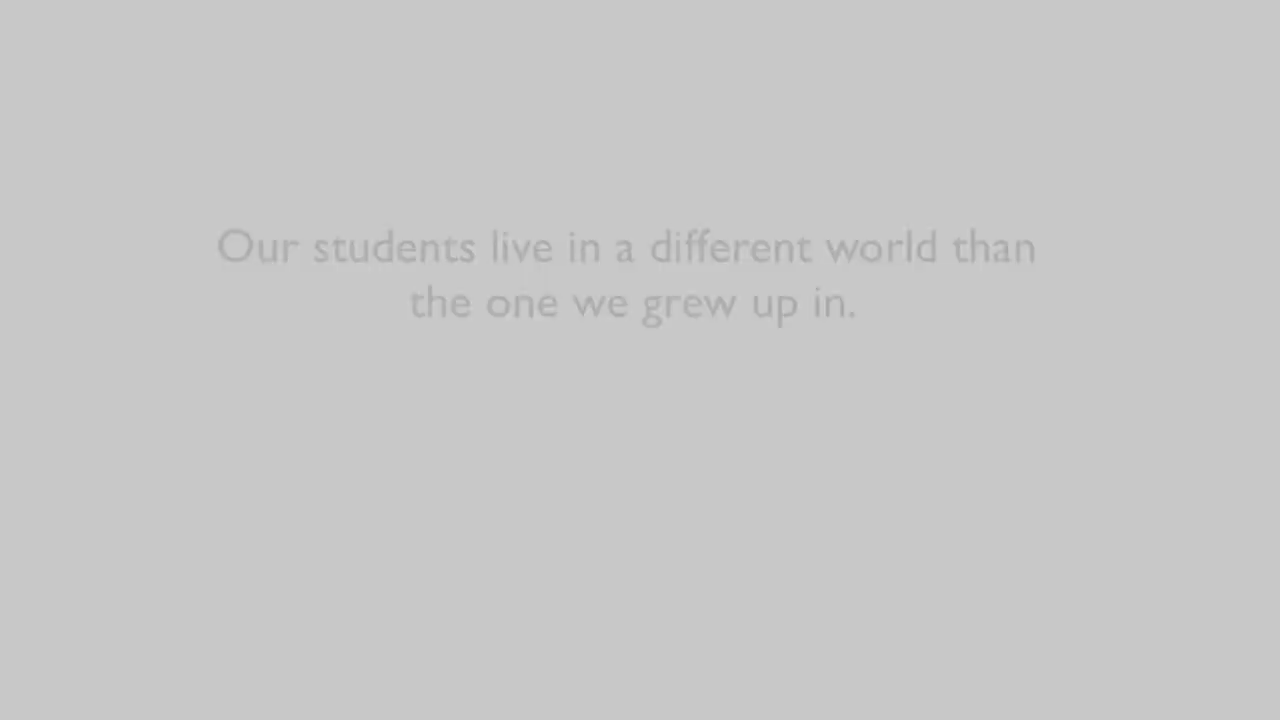 Our students live in a different world than
the one we grew up in.